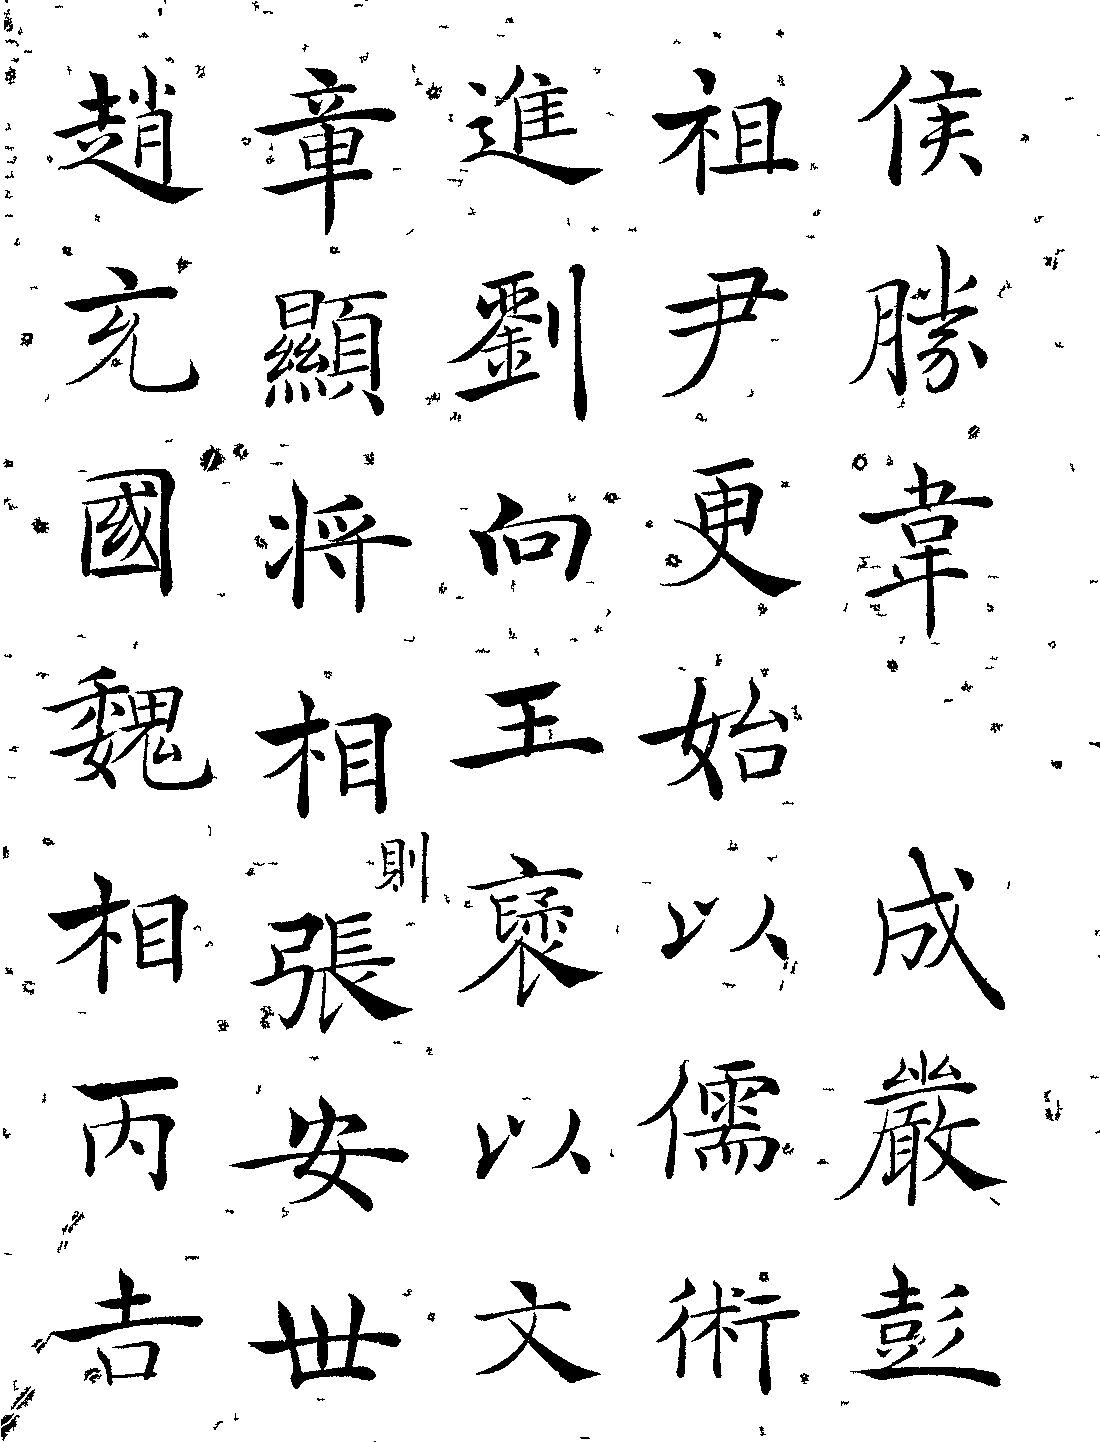 侯勝韋 成嚴彭
祖尹更始以儒術
進劉向王褒以文
章顯將相則張安世
趙充國魏相丙吉